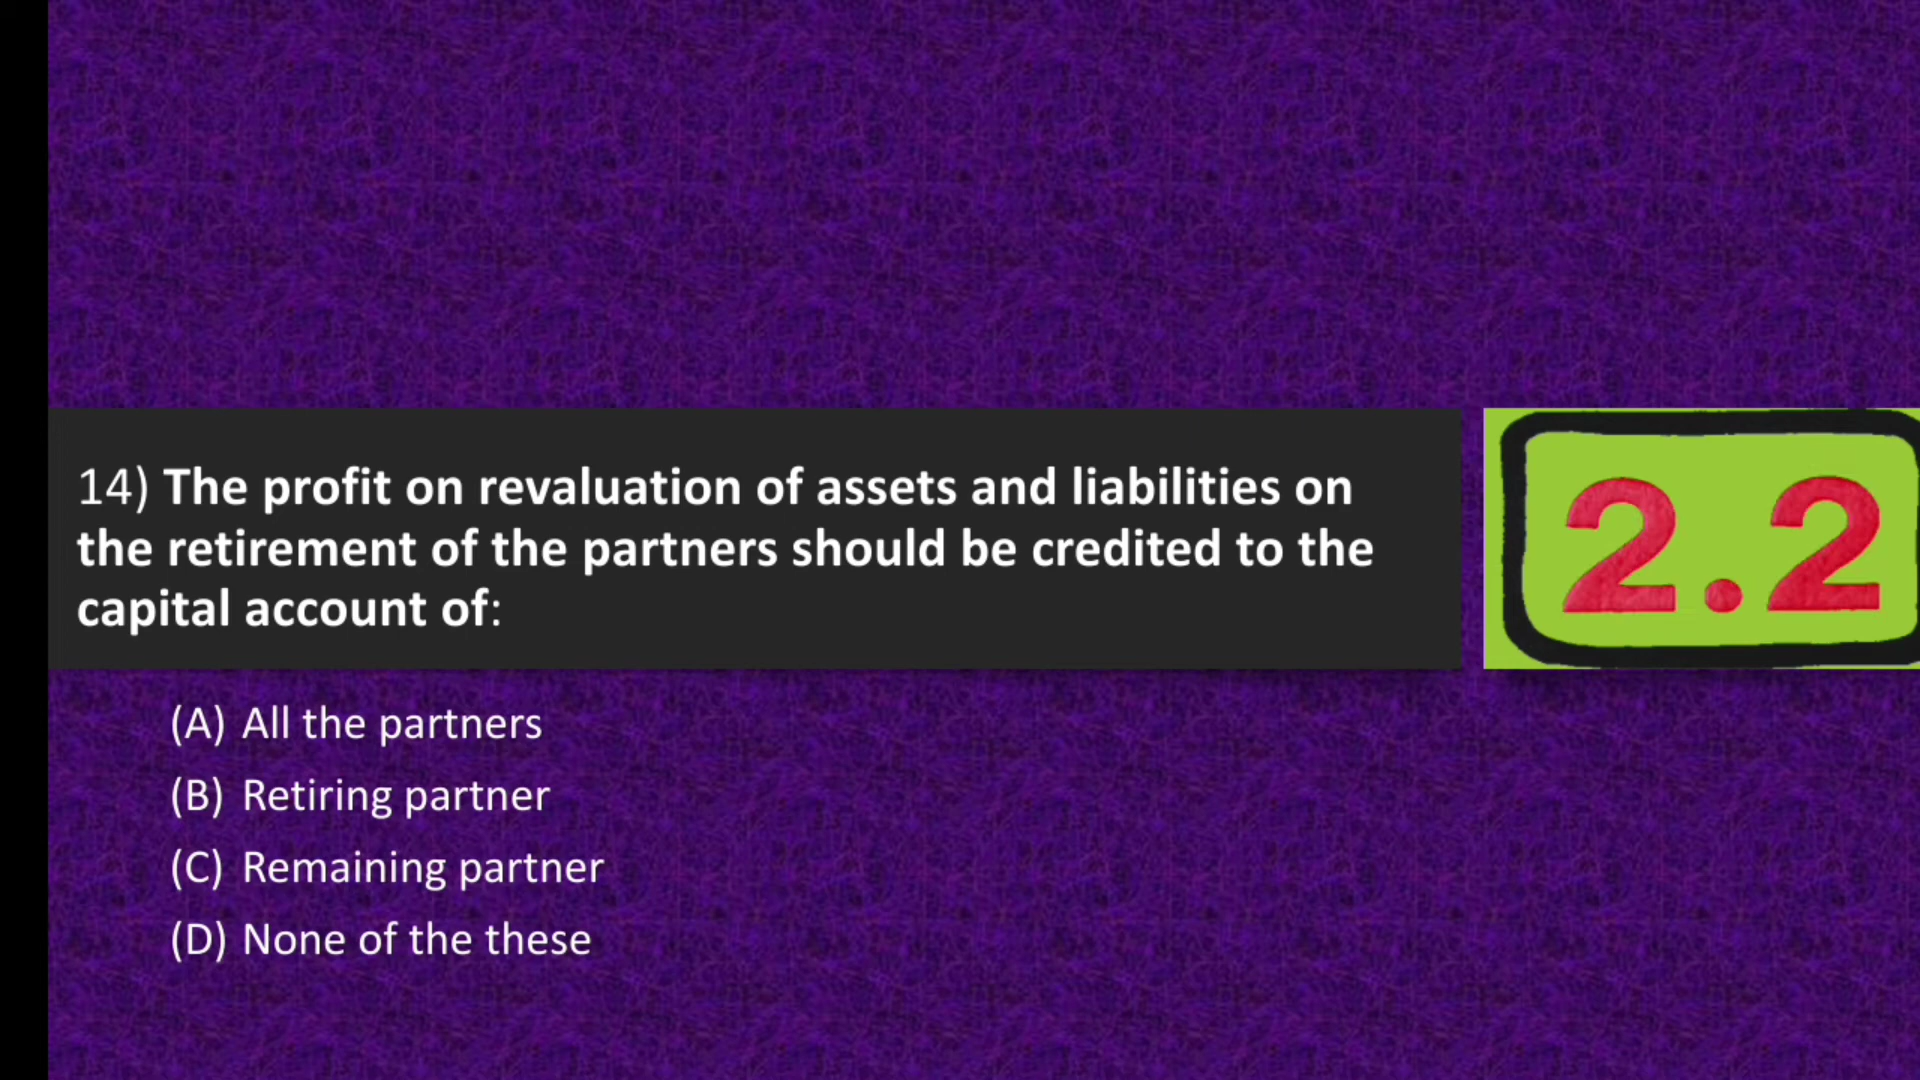 14) The profit on revaluation of assets and liabilities on
the retirement of the partners should be credited to the
capital account of:
2.2
(A) All the partners
(B) Retiring partner
(C) Remaining partner
(D) None of the these